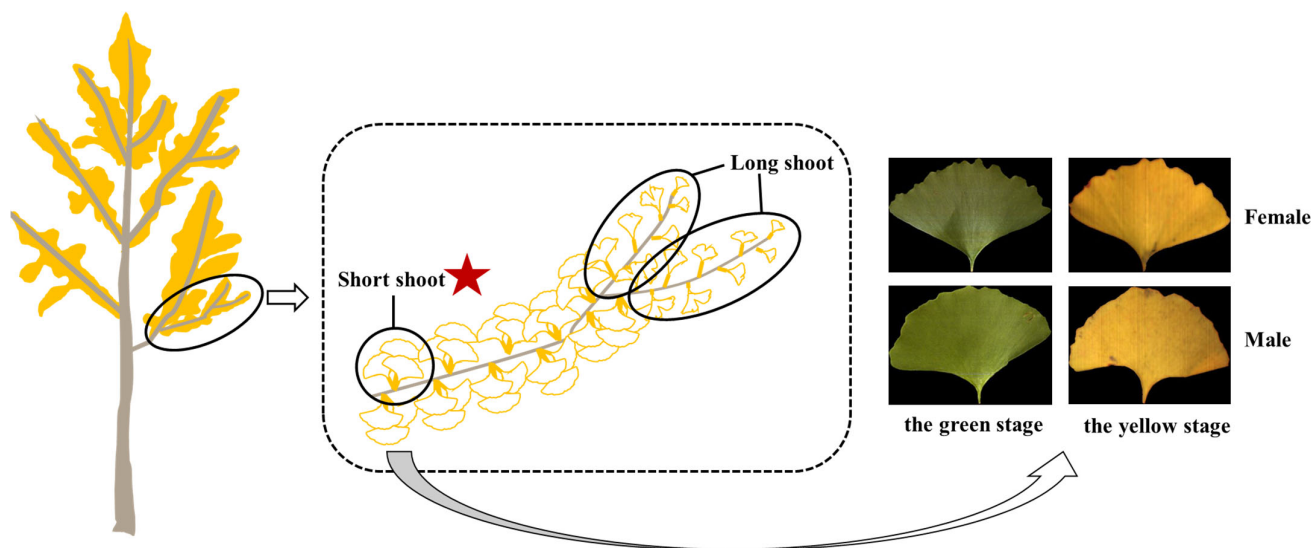 Long shoot
Short shoot
Female
Male
the green stage
the yellow stage